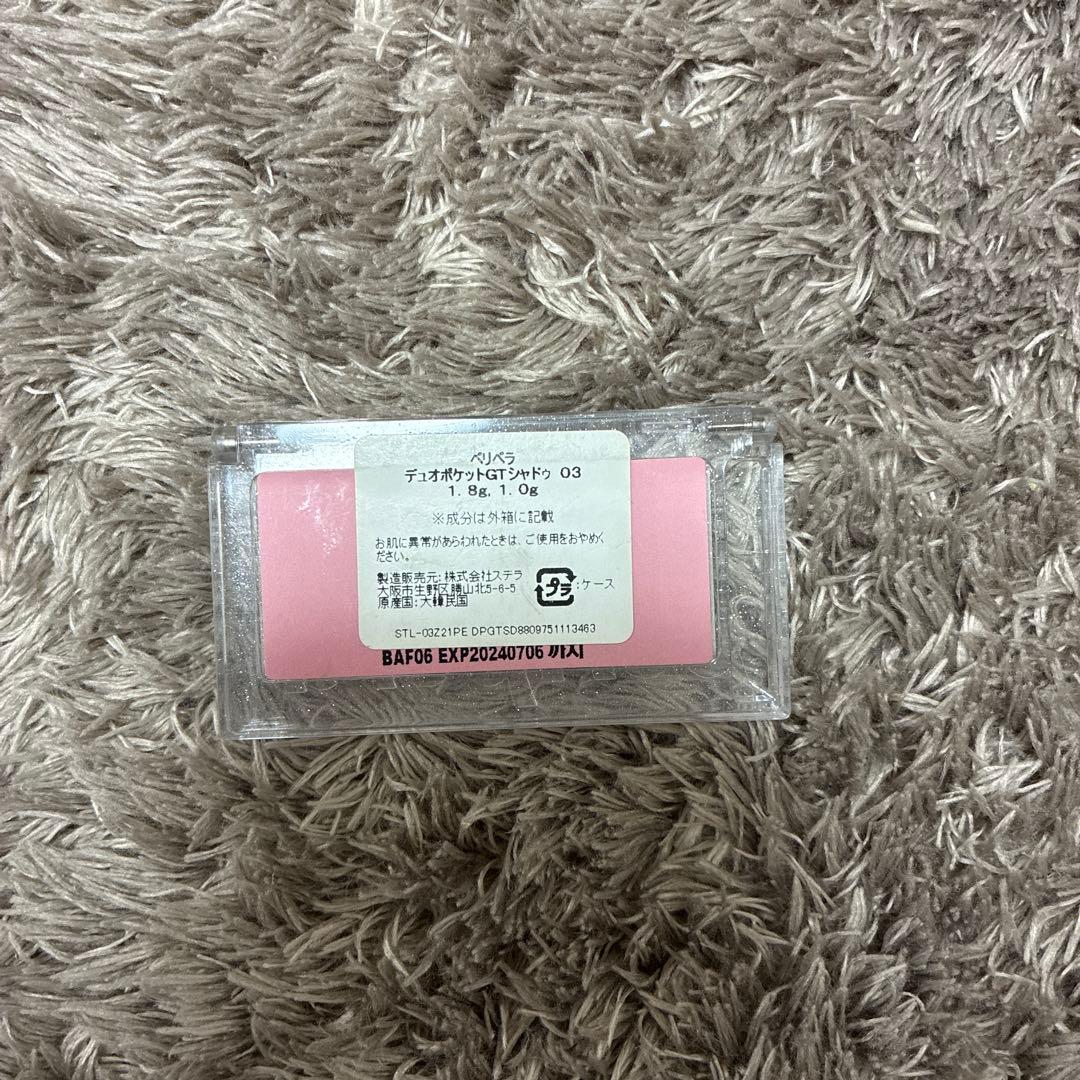 ペリペラ
デュオポケットGTシャドゥ 03
1.8g, 1.0g
※成分は外箱に記載
お肌に異常があらわれたときは、ご使用をおやめく
ださい。
製造販売元:株式会社ステラ
大阪市生野区勝山北5-6-5
原産国:大韓民国
プラ:ケース
STL-03Z21PE DPGTSD8809751113463
BAF06 EXP20240706 까지